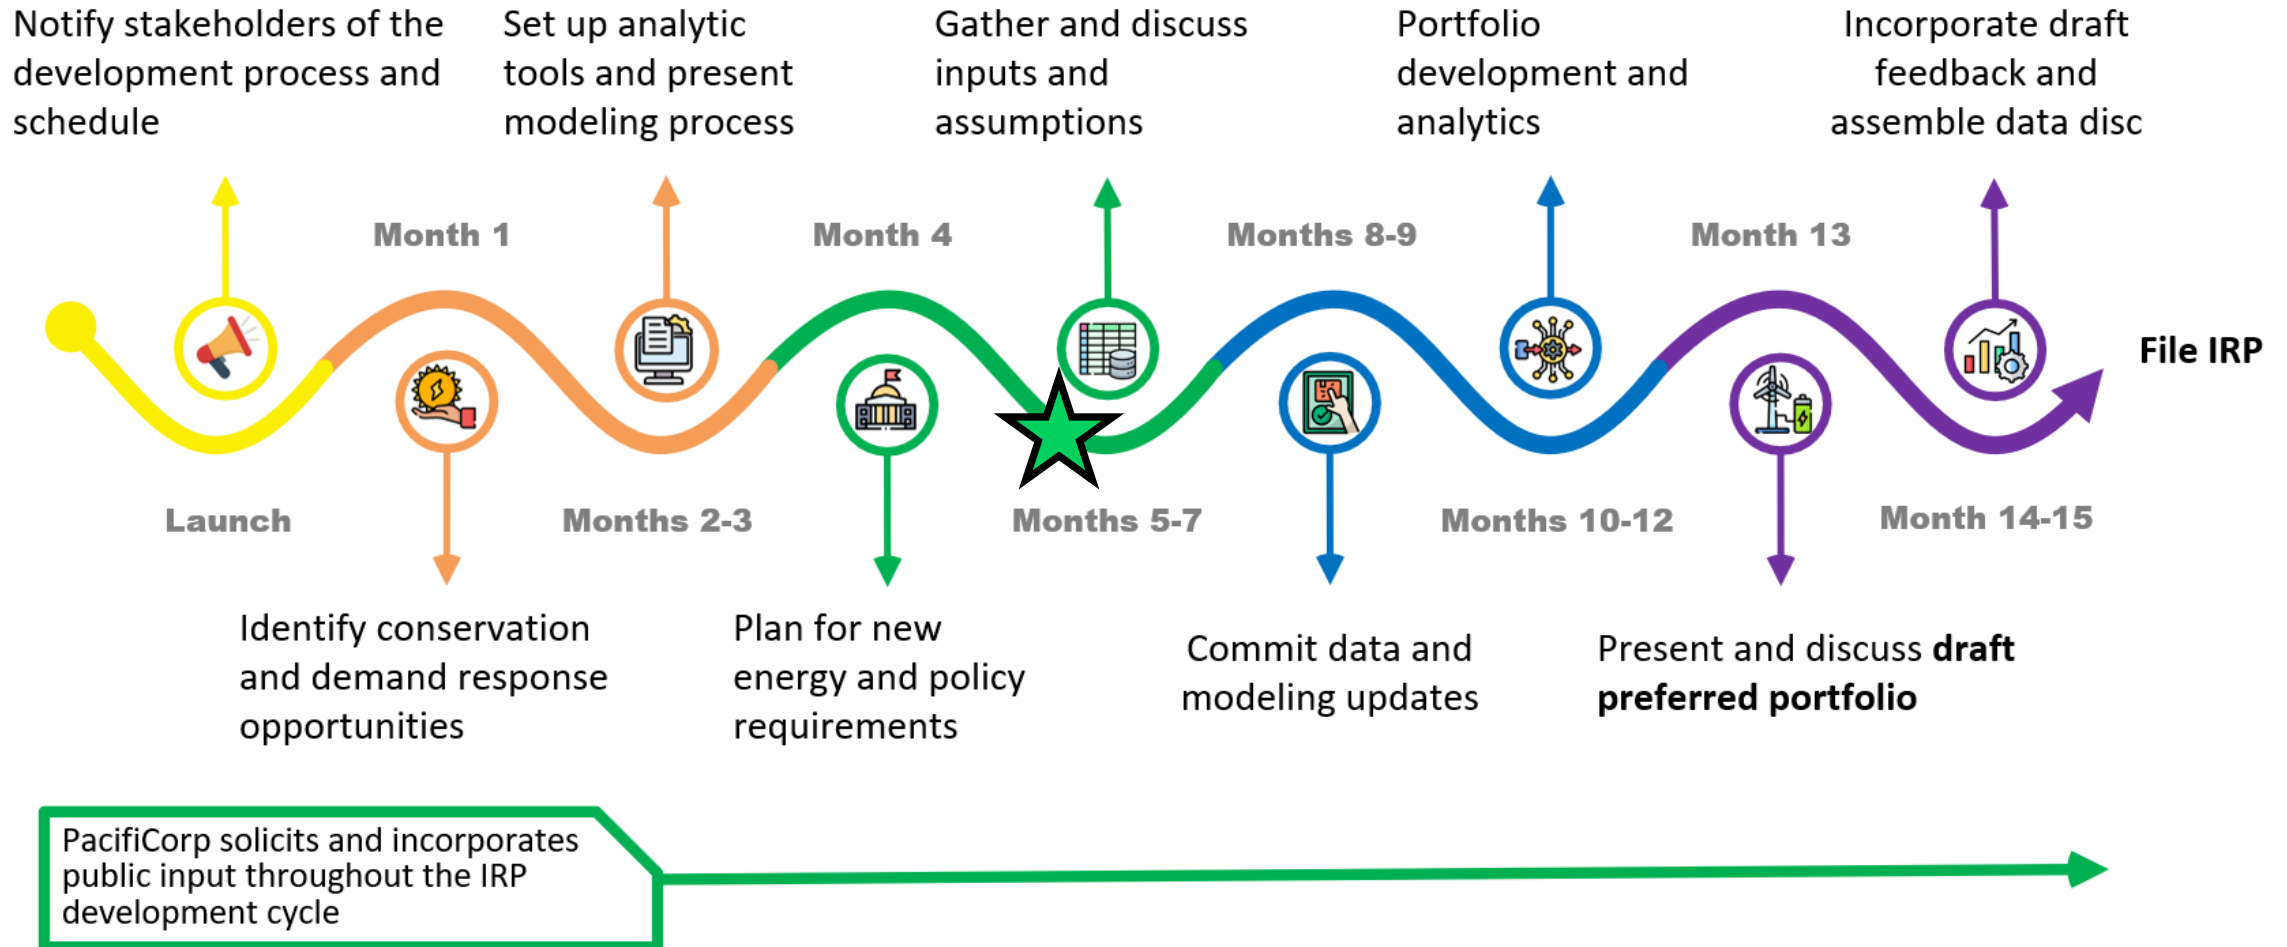 Notify stakeholders of the
development process and
schedule
Set up analytic
tools and present
modeling process
Gather and discuss
inputs and
assumptions
Portfolio
development and
analytics
Incorporate draft
feedback and
assemble data disc
Month 1
Month 4
Months 8-9
Month 13
File IRP
Launch
Months 2-3
Months 5-7
Months 10-12
Month 14-15
Identify conservation
and demand response
opportunities
Plan for new
energy and policy
requirements
Commit data and
modeling updates
Present and discuss draft
preferred portfolio
PacifiCorp solicits and incorporates
public input throughout the IRP
development cycle